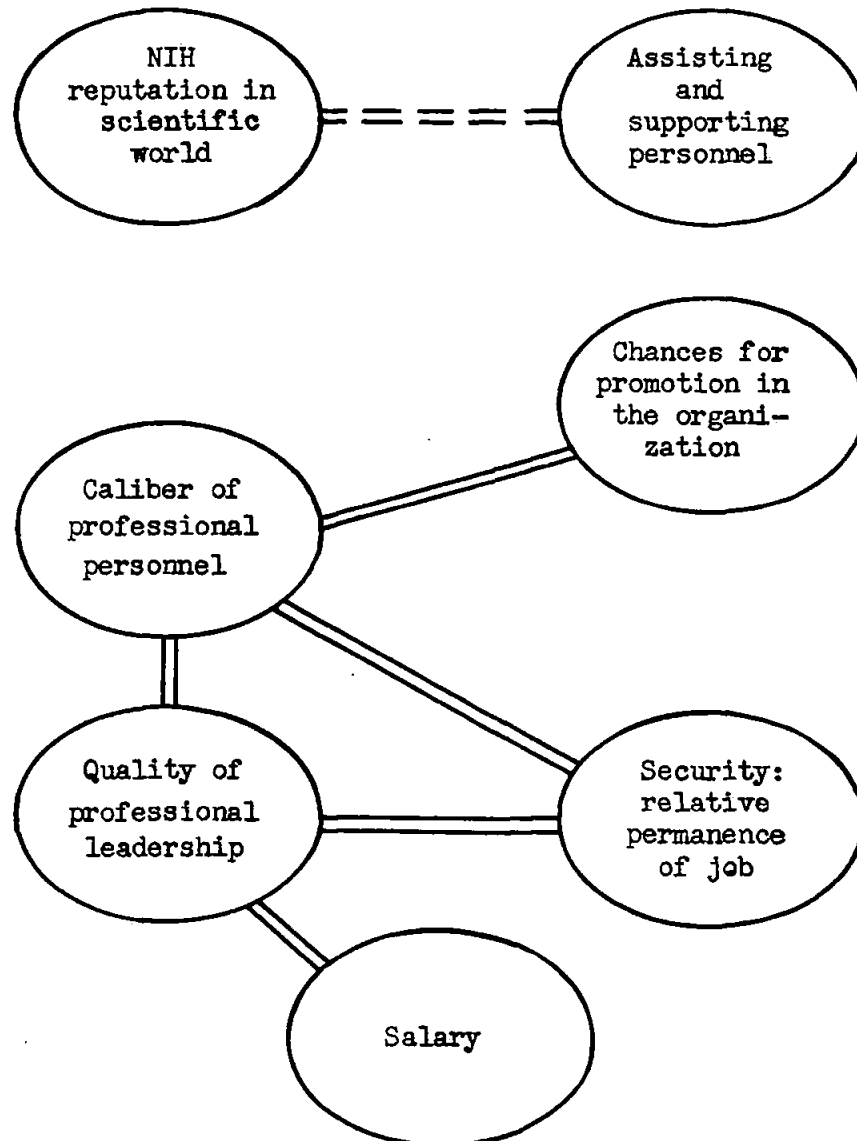 NIH
reputation in
scientific
world
Assisting
and
supporting
personnel
Chances for
promotion in
the organi-
zation
Caliber of
professional
personnel
Quality of
professional
leadership
Security:
relative
permanence
of job
Salary